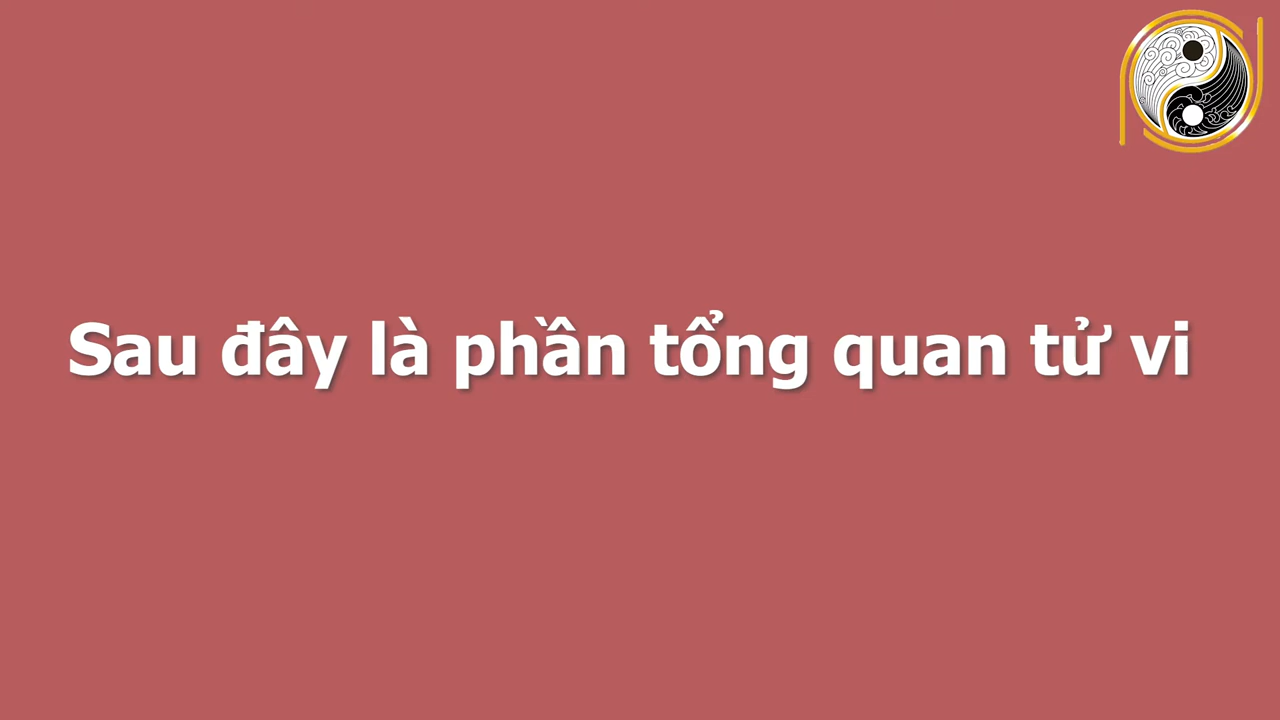 Sau đây là phần tổng quan tử vi